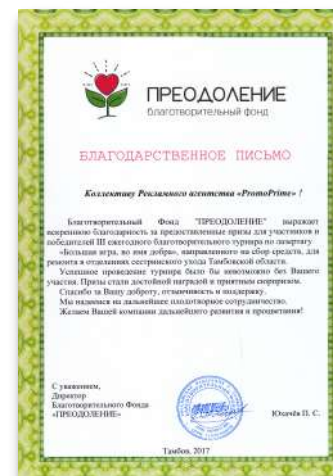 ПРЕОДОЛЕНИЕ
благотворительный фонд
БЛАГОДАРСТВЕННОЕ ПИСЬМО
Коллективу Рекламного агентства «PromoPrime» !
Благотворительный Фонд "ПРЕОДОЛЕНИЕ" выражает
искреннюю благодарность за предоставленные призы для участников и
победителей III ежегодного благотворительного турнира по лазертагу
«Большая игра, во имя добра», направленного на сбор средств, для
ремонта в отделениях сестринского ухода Тамбовской области.
Успешное проведение турнира было бы невозможно без Вашего
участия. Призы стали достойной наградой и приятным сюрпризом.
Спасибо за Вашу доброту, отзывчивость и поддержку.
Мы надеемся на дальнейшее плодотворное сотрудничество.
Желаем Вашей компании дальнейшего развития и процветания!
С уважением,
Директор
Благотворительного Фонда
«ПРЕОДОЛЕНИЕ»
Юхачёв П. С.
Тамбов, 2017